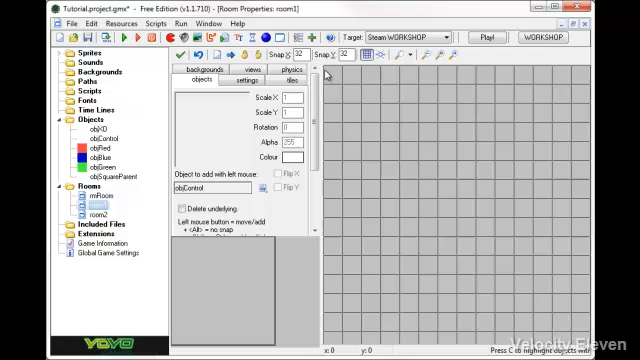 Tutorial.project.gmx* - Free Edition (v1.1.710) - [Room Properties: room1]
File Edit Resources Scripts Run Window Help
Target: Steam WORKSHOP Play! WORKSHOP
Snap X: 32 Snap Y: 32
Sprites
Sounds
Backgrounds
Paths
Scripts
Fonts
Time Lines
Objects
objXO
objControl
objRed
objBlue
objGreen
objSquareParent
Rooms
rmRoom
room1
room2
Included Files
Extensions
Game Information
Global Game Settings
YOYO
backgrounds views physics
objects settings tiles
Scale X 1
Scale Y 1
Rotation 0
Alpha 255
Colour
Object to add with left mouse: Flip X
objControl Flip Y
Delete underlying
Left mouse button = move/add
+ <Alt> = no snap
x: 0 y: 0 Press C to highlight objects wit
Velocity Eleven